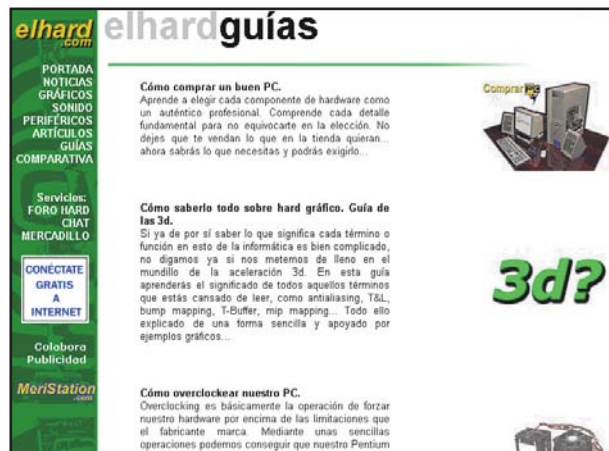 elhard
.com
elhardguías
PORTADA
NOTICIAS
GRÁFICOS
SONIDO
PERIFÉRICOS
ARTÍCULOS
GUÍAS
COMPARATIVA
Servicios:
FORO HARD
CHAT
MERCADILLO
CONÉCTATE
GRATIS
A
INTERNET
Colabora
Publicidad
MeriStation
.com
Cómo comprar un buen PC.
Aprende a elegir cada componente de hardware como
un auténtico profesional. Comprende cada detalle
fundamental para no equivocarte en la elección. No
dejes que te vendan lo que en la tienda quieran...
ahora sabrás lo que necesitas y podrás exigirlo...
Comprar PC
Cómo saberlo todo sobre hard gráfico. Guía de
las 3d.
Si ya de por sí saber lo que significa cada término o
función en esto de la informática es bien complicado,
no digamos ya si nos metemos de lleno en el
mundillo de la aceleración 3d. En esta guía
aprenderás el significado de todos aquellos términos
que estás cansado de leer, como antialiasing, T&L,
bump mapping, T-Buffer, mip mapping... Todo ello
explicado de una forma sencilla y apoyado por
ejemplos gráficos...
3d?
Cómo overclockear nuestro PC.
Overclocking es básicamente la operación de forzar
nuestro hardware por encima de las limitaciones que
el fabricante marca. Mediante unas sencillas
operaciones podemos conseguir que nuestro Pentium